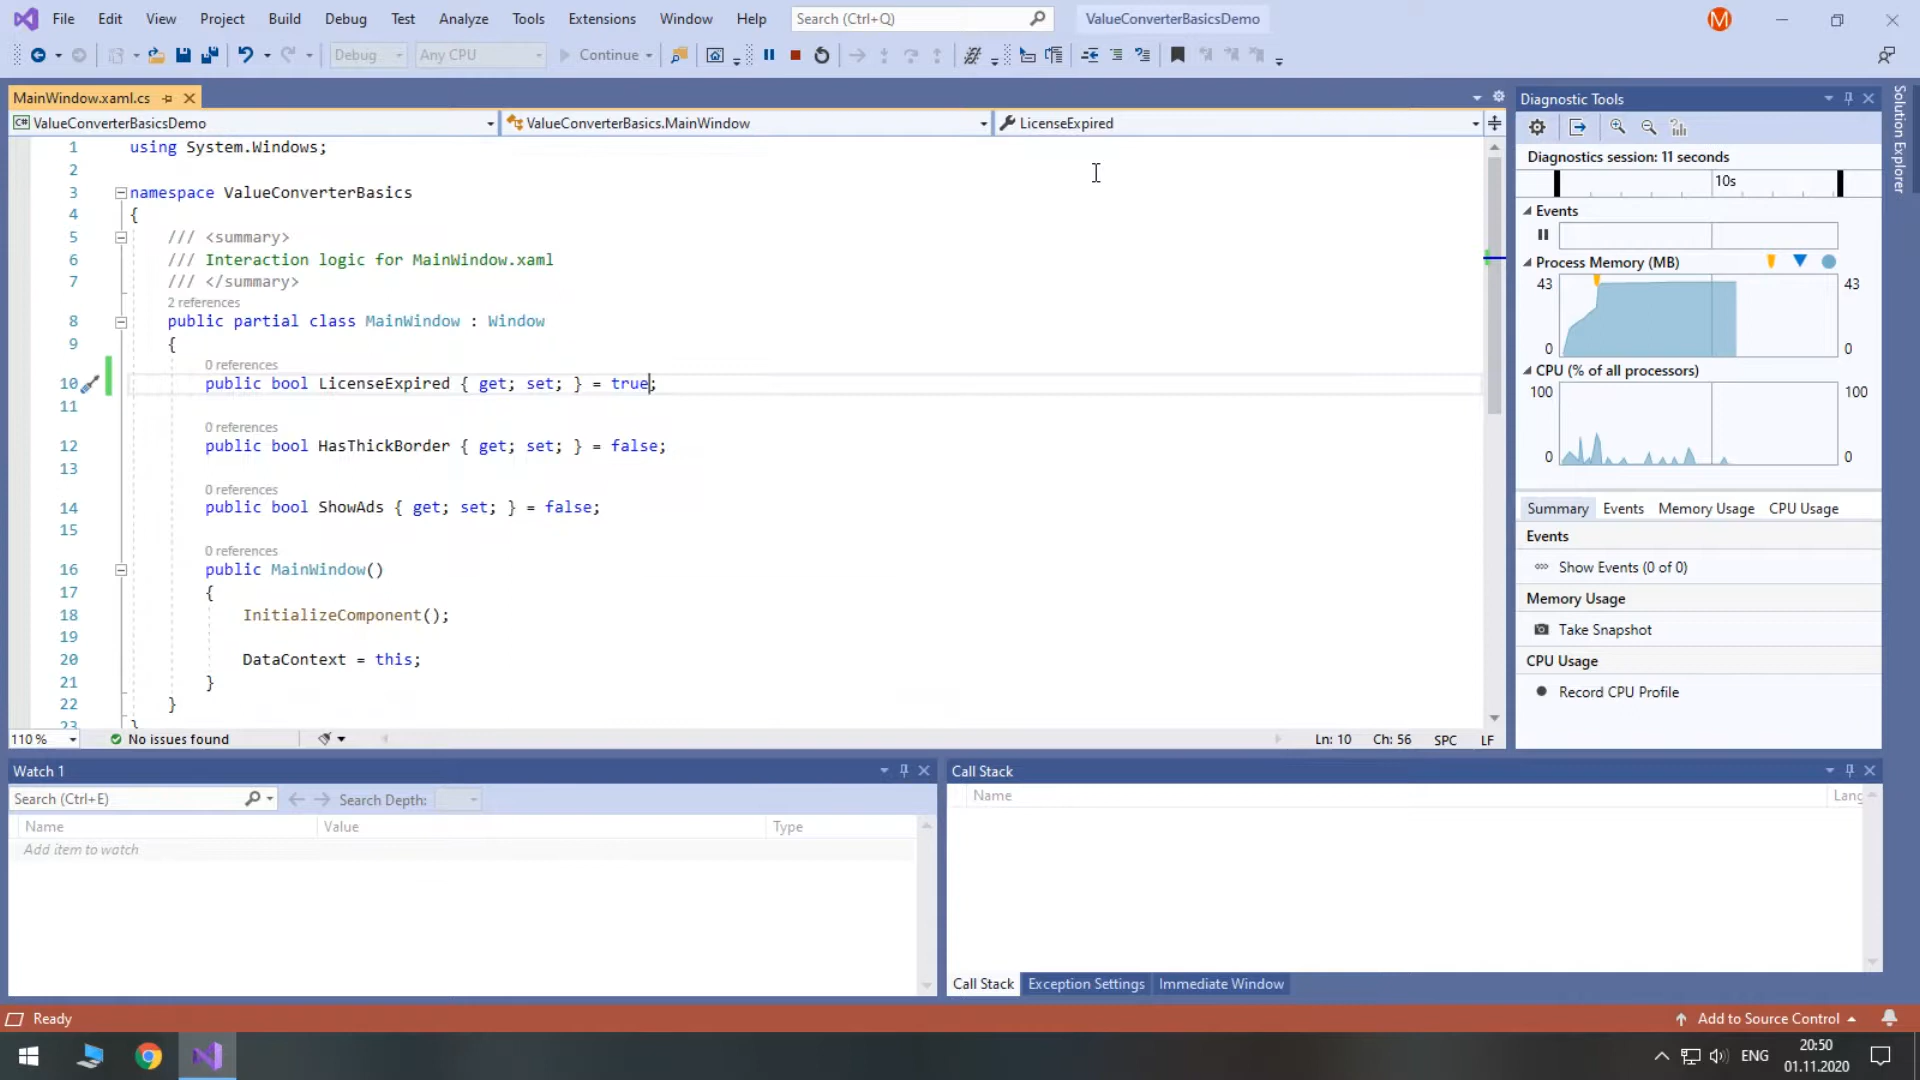 File Edit View Project Build Debug Test Analyze Tools Extensions Window Help Search (Ctrl+Q) ValueConverterBasicsDemo M
Debug Any CPU Continue
MainWindow.xaml.cs
C# ValueConverterBasicsDemo ValueConverterBasics.MainWindow LicenseExpired
1 using System.Windows;
2
3 namespace ValueConverterBasics
4 {
5 /// <summary>
6 /// Interaction logic for MainWindow.xaml
7 /// </summary>
2 references
8 public partial class MainWindow : Window
9 {
0 references
10 public bool LicenseExpired { get; set; } = true;
11
0 references
12 public bool HasThickBorder { get; set; } = false;
13
0 references
14 public bool ShowAds { get; set; } = false;
15
0 references
16 public MainWindow()
17 {
18 InitializeComponent();
19
20 DataContext = this;
21 }
22 }
23 }
110 % No issues found Ln: 10 Ch: 56 SPC LF
Diagnostic Tools
Diagnostics session: 11 seconds
10s
Events
Process Memory (MB)
43 43
0 0
CPU (% of all processors)
100 100
0 0
Summary Events Memory Usage CPU Usage
Events
Show Events (0 of 0)
Memory Usage
Take Snapshot
CPU Usage
Record CPU Profile
Solution Explorer
Watch 1
Search (Ctrl+E) Search Depth:
Name Value Type
Add item to watch
Call Stack
Name Lang
Call Stack Exception Settings Immediate Window
Ready Add to Source Control
ENG 20:50
01.11.2020